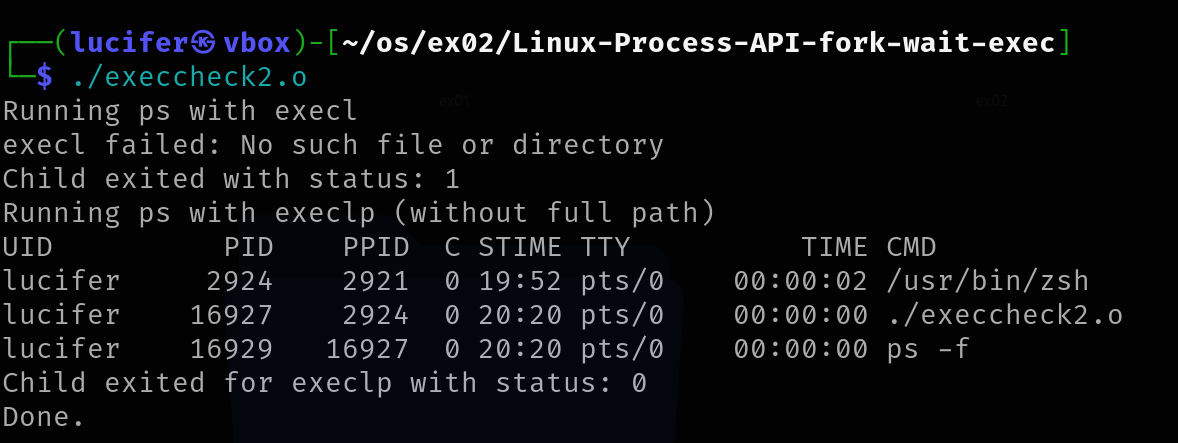 ┌──(lucifer㉿vbox)-[~/os/ex02/Linux-Process-API-fork-wait-exec]
└─$ ./execcheck2.o
ex01 ex02
Running ps with execl
execl failed: No such file or directory
Child exited with status: 1
Running ps with execlp (without full path)
UID          PID    PPID  C STIME TTY          TIME CMD
lucifer     2924    2921  0 19:52 pts/0    00:00:02 /usr/bin/zsh
lucifer    16927    2924  0 20:20 pts/0    00:00:00 ./execcheck2.o
lucifer    16929   16927  0 20:20 pts/0    00:00:00 ps -f
Child exited for execlp with status: 0
Done.